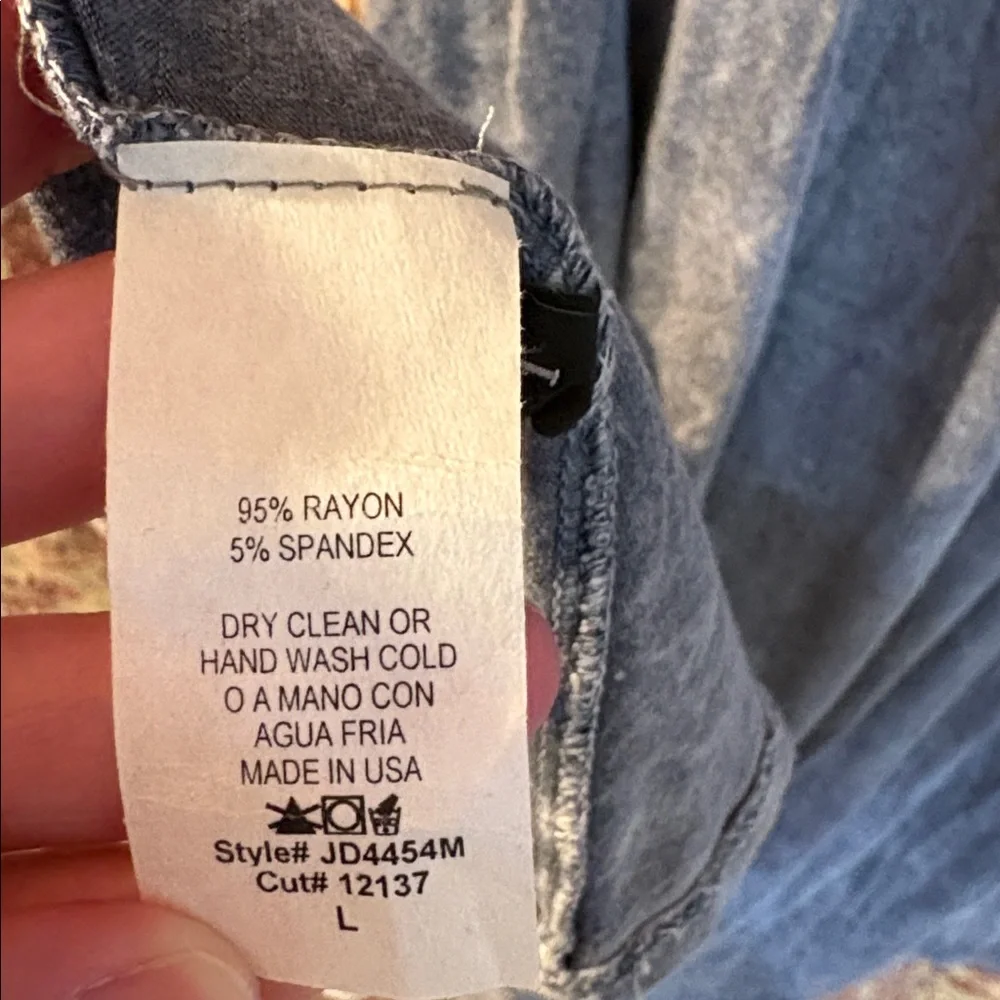 95% RAYON
5% SPANDEX
DRY CLEAN OR
HAND WASH COLD
O A MANO CON
AGUA FRIA
MADE IN USA
Style# JD4454M
Cut# 12137
L